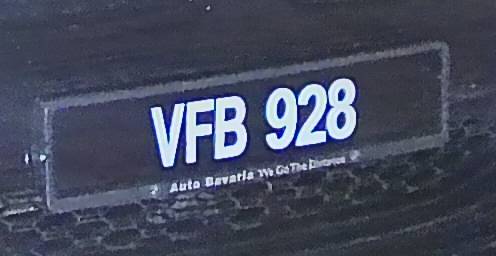 VFB 928
Auto Bavaria We Go The Distance